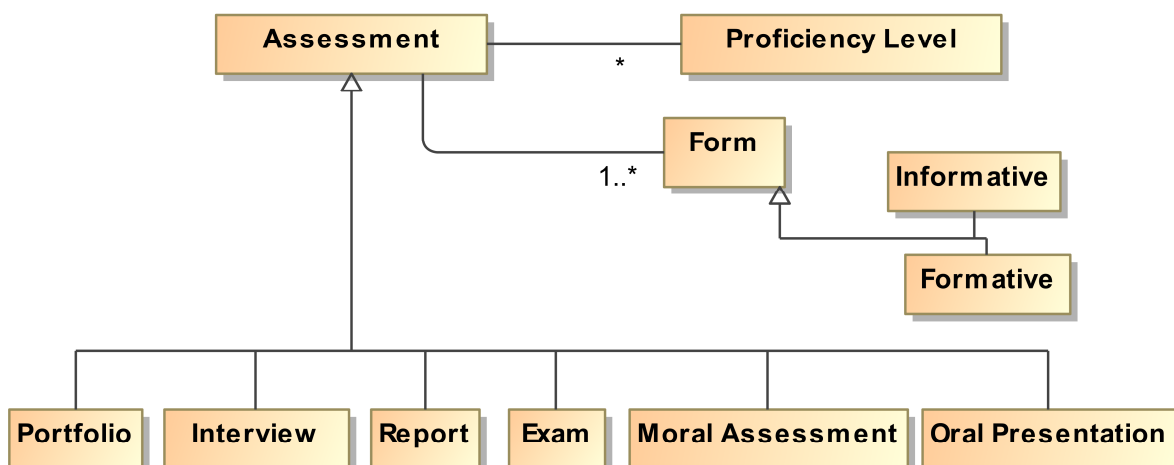 Assessment
Proficiency Level
*
Form
1..*
Informative
Formative
Portfolio
Interview
Report
Exam
Moral Assessment
Oral Presentation